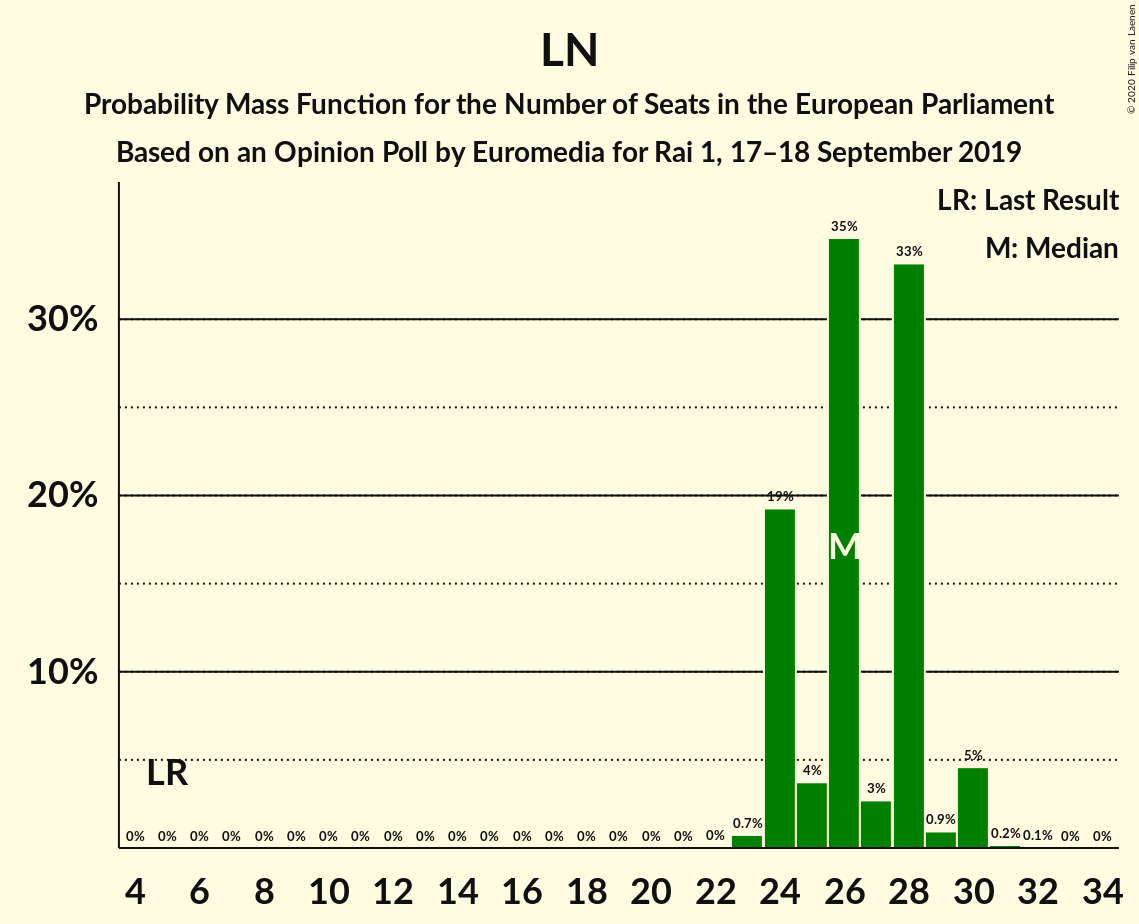 LN
Probability Mass Function for the Number of Seats in the European Parliament
Based on an Opinion Poll by Euromedia for Rai 1, 17–18 September 2019
© 2020 Filip van Laenen
LR: Last Result
M: Median
35%
33%
30%
19%
20%
M
10%
LR
5%
4%
3%
0% 0% 0% 0% 0% 0% 0% 0% 0% 0% 0% 0% 0% 0% 0% 0% 0% 0% 0% 0.7% 0.9% 0.2% 0.1% 0% 0%
4 6 8 10 12 14 16 18 20 22 24 26 28 30 32 34